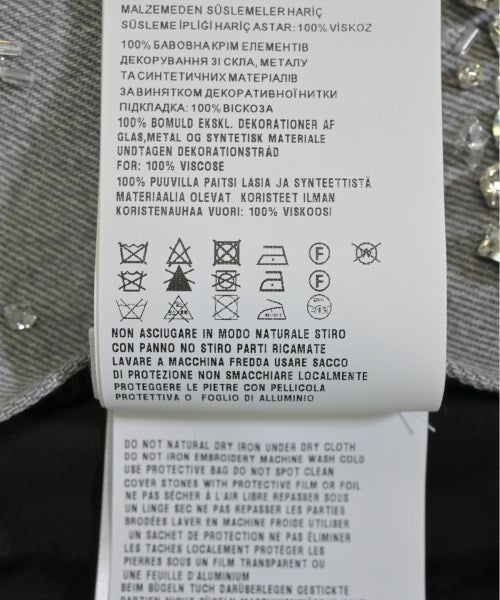 MALZEMEDEN SÜSLEMELER HARİÇ
SÜSLEME İPLİĞİ HARİÇ ASTAR: 100% VİSKOZ
100% БАВОВНА КРІМ ЕЛЕМЕНТІВ
ДЕКОРУВАННЯ ЗІ СКЛА, МЕТАЛУ
ТА СИНТЕТИЧНИХ МАТЕРІАЛІВ
ЗА ВИНЯТКОМ ДЕКОРАТИВНОЇ НИТКИ
ПІДКЛАДКА: 100% ВІСКОЗА
100% BOMULD EKSKL. DEKORATIONER AF
GLAS,METAL OG SYNTETISK MATERIALE
UNDTAGEN DEKORATIONSTRÅD
FOR: 100% VISCOSE
100% PUUVILLA PAITSI LASIA JA SYNTEETTISTÄ
MATERIAALIA OLEVAT KORISTEET ILMAN
KORISTENAUHAA VUORI: 100% VISKOOSI
F W
F
NON ASCIUGARE IN MODO NATURALE STIRO
CON PANNO NO STIRO PARTI RICAMATE
LAVARE A MACCHINA FREDDA USARE SACCO
DI PROTEZIONE NON SMACCHIARE LOCALMENTE
PROTEGGERE LE PIETRE CON PELLICOLA
PROTETTIVA O FOGLIO DI ALLUMINIO
DO NOT NATURAL DRY IRON UNDER DRY CLOTH
DO NOT IRON EMBROIDERY MACHINE WASH COLD
USE PROTECTIVE BAG DO NOT SPOT CLEAN
COVER STONES WITH PROTECTIVE FILM OR FOIL
NE PAS SÉCHER À L'AIR LIBRE REPASSER SOUS
UN LINGE SEC NE PAS REPASSER LES PARTIES
BRODÉES LAVER EN MACHINE FROIDE UTILISER
UN SACHET DE PROTECTION NE PAS ÉLIMINER
LES TACHES LOCALEMENT PROTÉGER LES
PIERRES SOUS UN FILM TRANSPARENT OU
UNE FEUILLE D'ALUMINIUM
BEIM BÜGELN TUCH DARÜBERLEGEN GESTICKTE